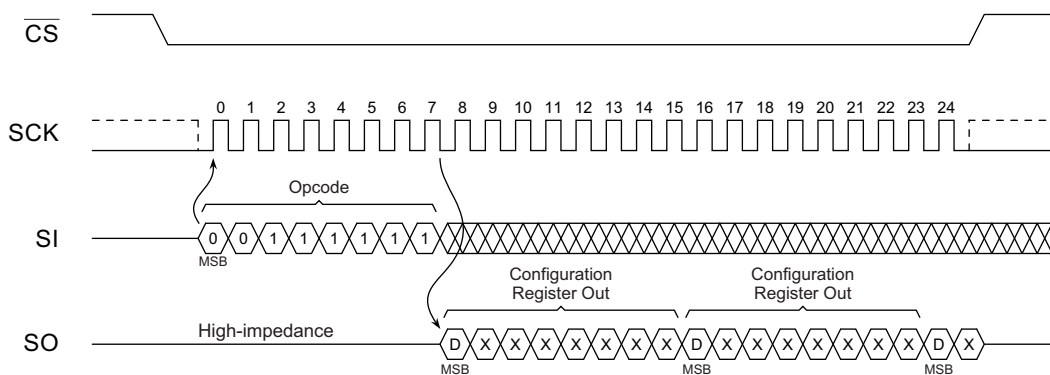 CS
0 1 2 3 4 5 6 7 8 9 10 11 12 13 14 15 16 17 18 19 20 21 22 23 24
SCK
Opcode
SI
0 0 1 1 1 1 1 1
MSB
Configuration
Register Out
Configuration
Register Out
High-impedance
SO
D X X X X X X X D X X X X X X X D X
MSB MSB MSB